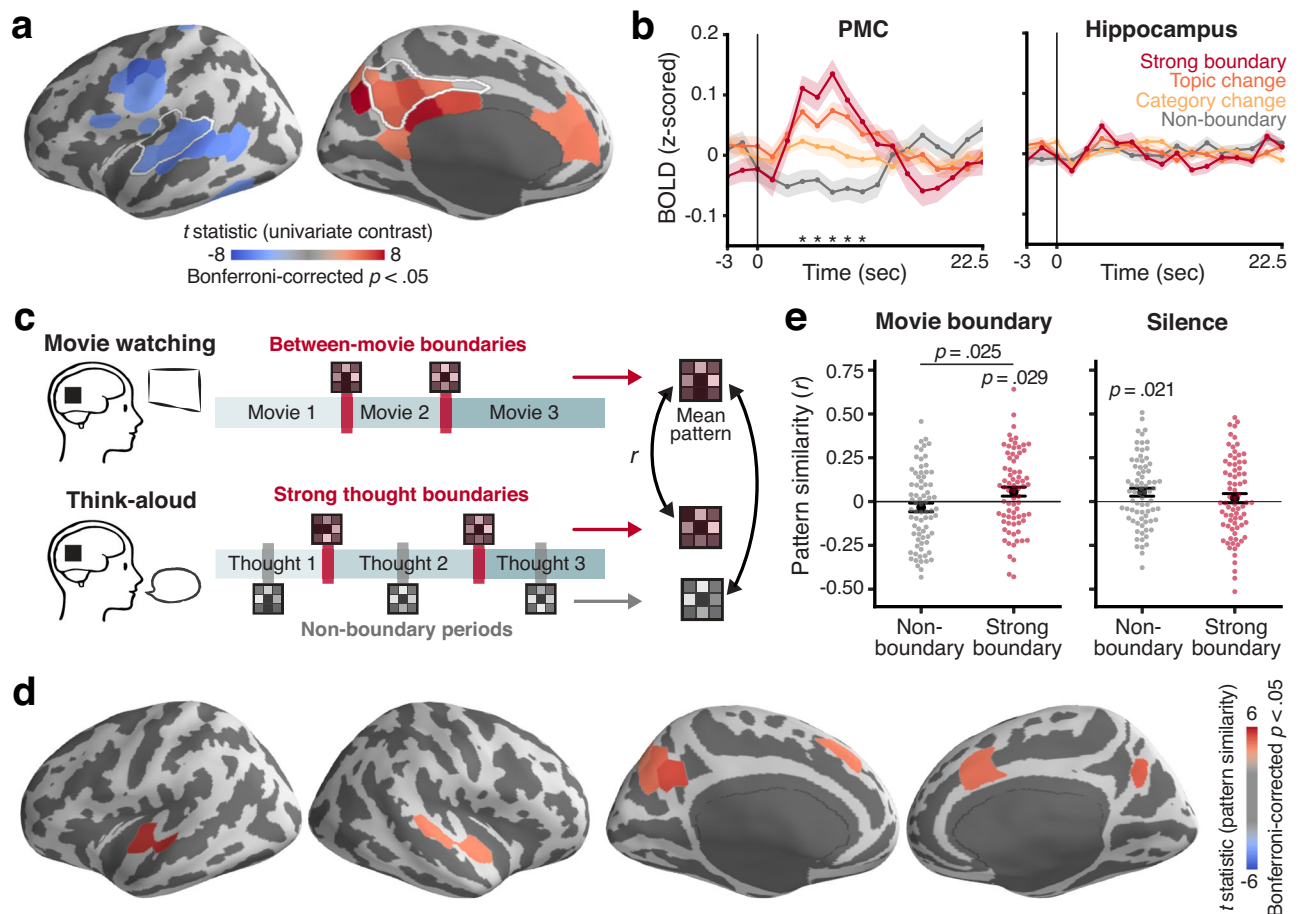 a
t statistic (univariate contrast)
-8 8
Bonferroni-corrected p < .05
b
PMC
Hippocampus
Strong boundary
Topic change
Category change
Non-boundary
BOLD (z-scored)
0.2
0.1
0
-0.1
* * * * *
-3 0 22.5
Time (sec)
-3 0 22.5
Time (sec)
c
Movie watching
Between-movie boundaries
Movie 1 Movie 2 Movie 3
Mean
pattern
r
Think-aloud
Strong thought boundaries
Thought 1 Thought 2 Thought 3
Non-boundary periods
e
Movie boundary
Silence
p = .025
p = .029
p = .021
Pattern similarity (r)
0.75
0.50
0.25
0
-0.25
-0.50
Non-
boundary
Strong
boundary
Non-
boundary
Strong
boundary
d
t statistic (pattern similarity)
6
-6
Bonferroni-corrected p < .05